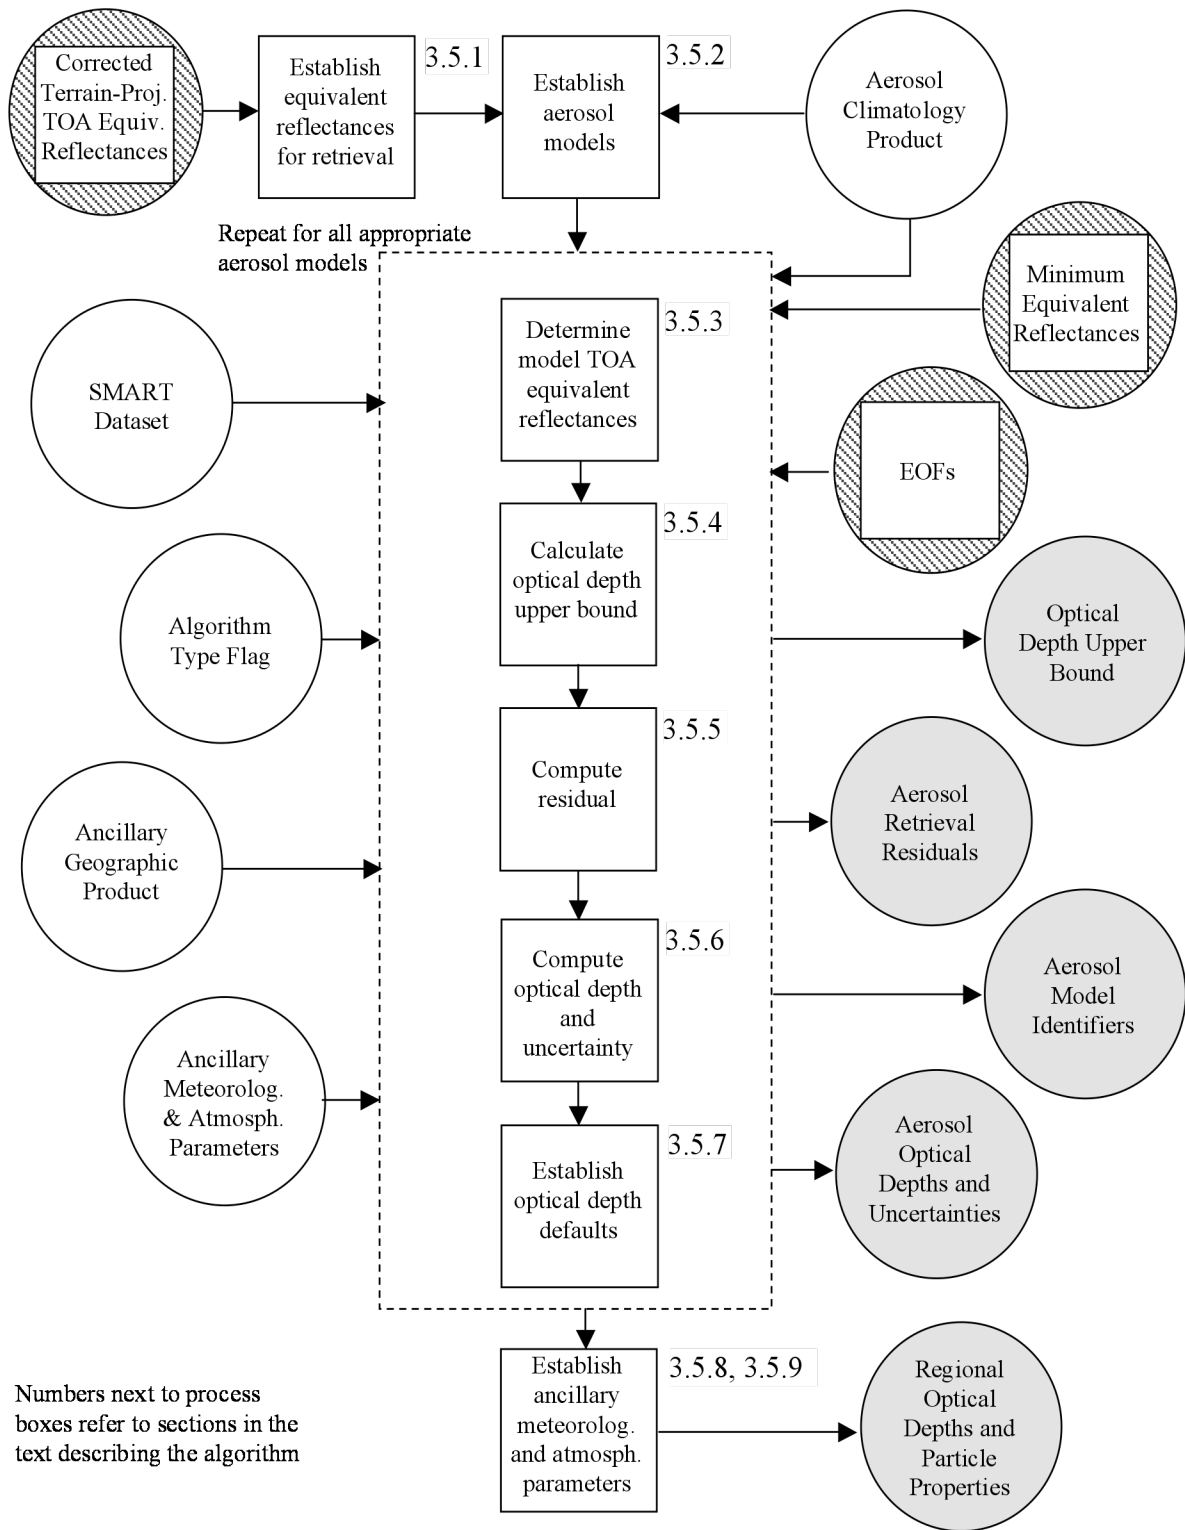 Corrected
Terrain-Proj.
TOA Equiv.
Reflectances
Establish
equivalent
reflectances
for retrieval
3.5.1
Establish
aerosol
models
3.5.2
Aerosol
Climatology
Product
Repeat for all appropriate
aerosol models
Minimum
Equivalent
Reflectances
Determine
model TOA
equivalent
reflectances
3.5.3
SMART
Dataset
EOFs
Calculate
optical depth
upper bound
3.5.4
Algorithm
Type Flag
Optical
Depth Upper
Bound
Compute
residual
3.5.5
Aerosol
Retrieval
Residuals
Ancillary
Geographic
Product
Compute
optical depth
and
uncertainty
3.5.6
Aerosol
Model
Identifiers
Ancillary
Meteorolog.
& Atmosph.
Parameters
Establish
optical depth
defaults
3.5.7
Aerosol
Optical
Depths and
Uncertainties
Establish
ancillary
meteorolog.
and atmosph.
parameters
3.5.8, 3.5.9
Regional
Optical
Depths and
Particle
Properties
Numbers next to process
boxes refer to sections in the
text describing the algorithm